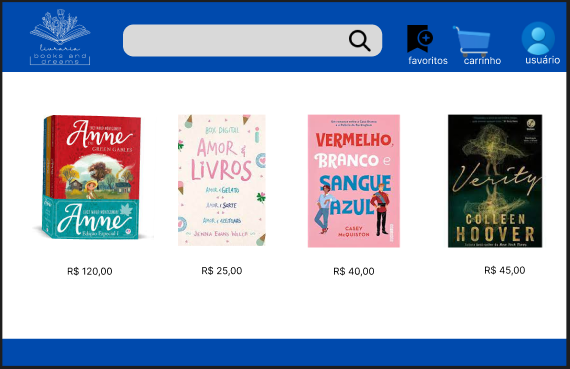 livraria
books and
dreams
favoritos
carrinho
usuário
Anne
GREEN GABLES
Anne
BOX DIGITAL
AMOR &
LIVROS
AMOR & GELATO
AMOR & SORTE
AMOR & AZEITONAS
JENNA EVANS WELCH
VERMELHO,
BRANCO e
SANGUE
AZUL
CASEY
McQUISTON
Verity
COLLEEN
HOOVER
R$ 120,00
R$ 25,00
R$ 40,00
R$ 45,00